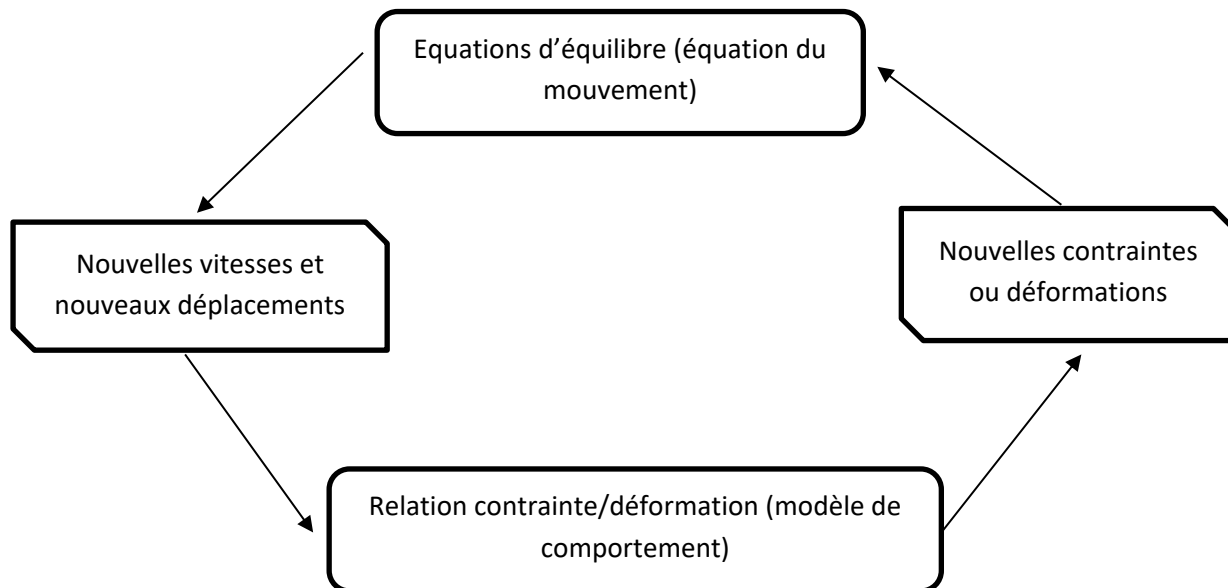 Equations d’équilibre (équation du
mouvement)
Nouvelles vitesses et
nouveaux déplacements
Nouvelles contraintes
ou déformations
Relation contrainte/déformation (modèle de
comportement)